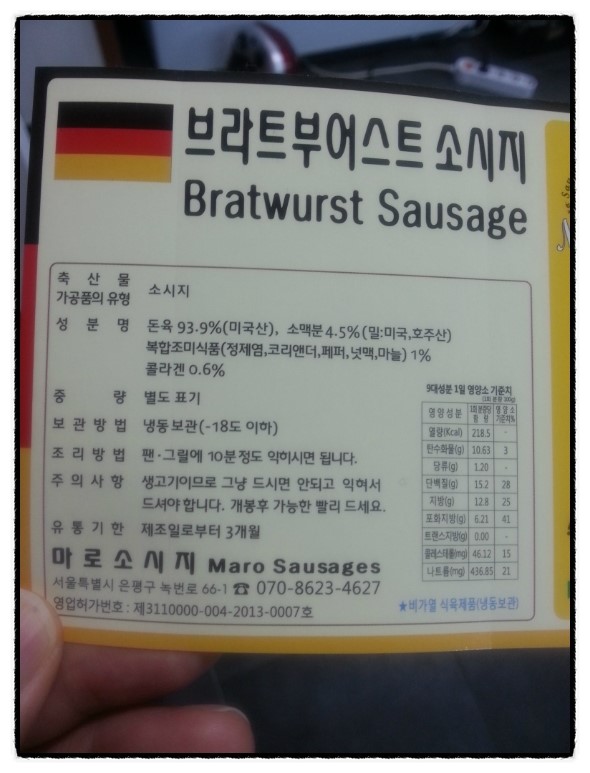 브라트부어스트 소시지
Bratwurst Sausage
축 산 물
가공품의 유형 소시지
성 분 명 돈육 93.9%(미국산), 소맥분 4.5%(밀:미국,호주산)
복합조미식품(정제염,코리앤더,페퍼,넛맥,마늘) 1%
콜라겐 0.6%
중 량 별도 표기
보 관 방 법 냉동 보관(-18도 이하)
조 리 방 법 팬·그릴에 10분 정도 익히시면 됩니다.
주 의 사 항 생고기이므로 그냥 드시면 안되고 익혀서
드셔야 합니다. 개봉후 가능한 빨리 드세요.
유 통 기 한 제조일로부터 3개월
9대성분 1일 영양소 기준치
영 양 성 분 1회 분량당 함 량 영 양 소 기준치%
열량(Kcal) 218.5 -
탄수화물(g) 10.63 3
당류(g) 1.20 -
단백질(g) 15.2 28
지방(g) 12.8 25
포화지방(g) 6.21 41
트랜스지방(g) 0.00 -
콜레스테롤(mg) 46.12 15
나트륨(mg) 436.85 21
마로소시지 Maro Sausages
서울특별시 은평구 녹번로 66-1 ☎ 070-8623-4627
영업허가번호 : 제3110000-004-2013-0007호
★비가열 식육제품(냉동보관)